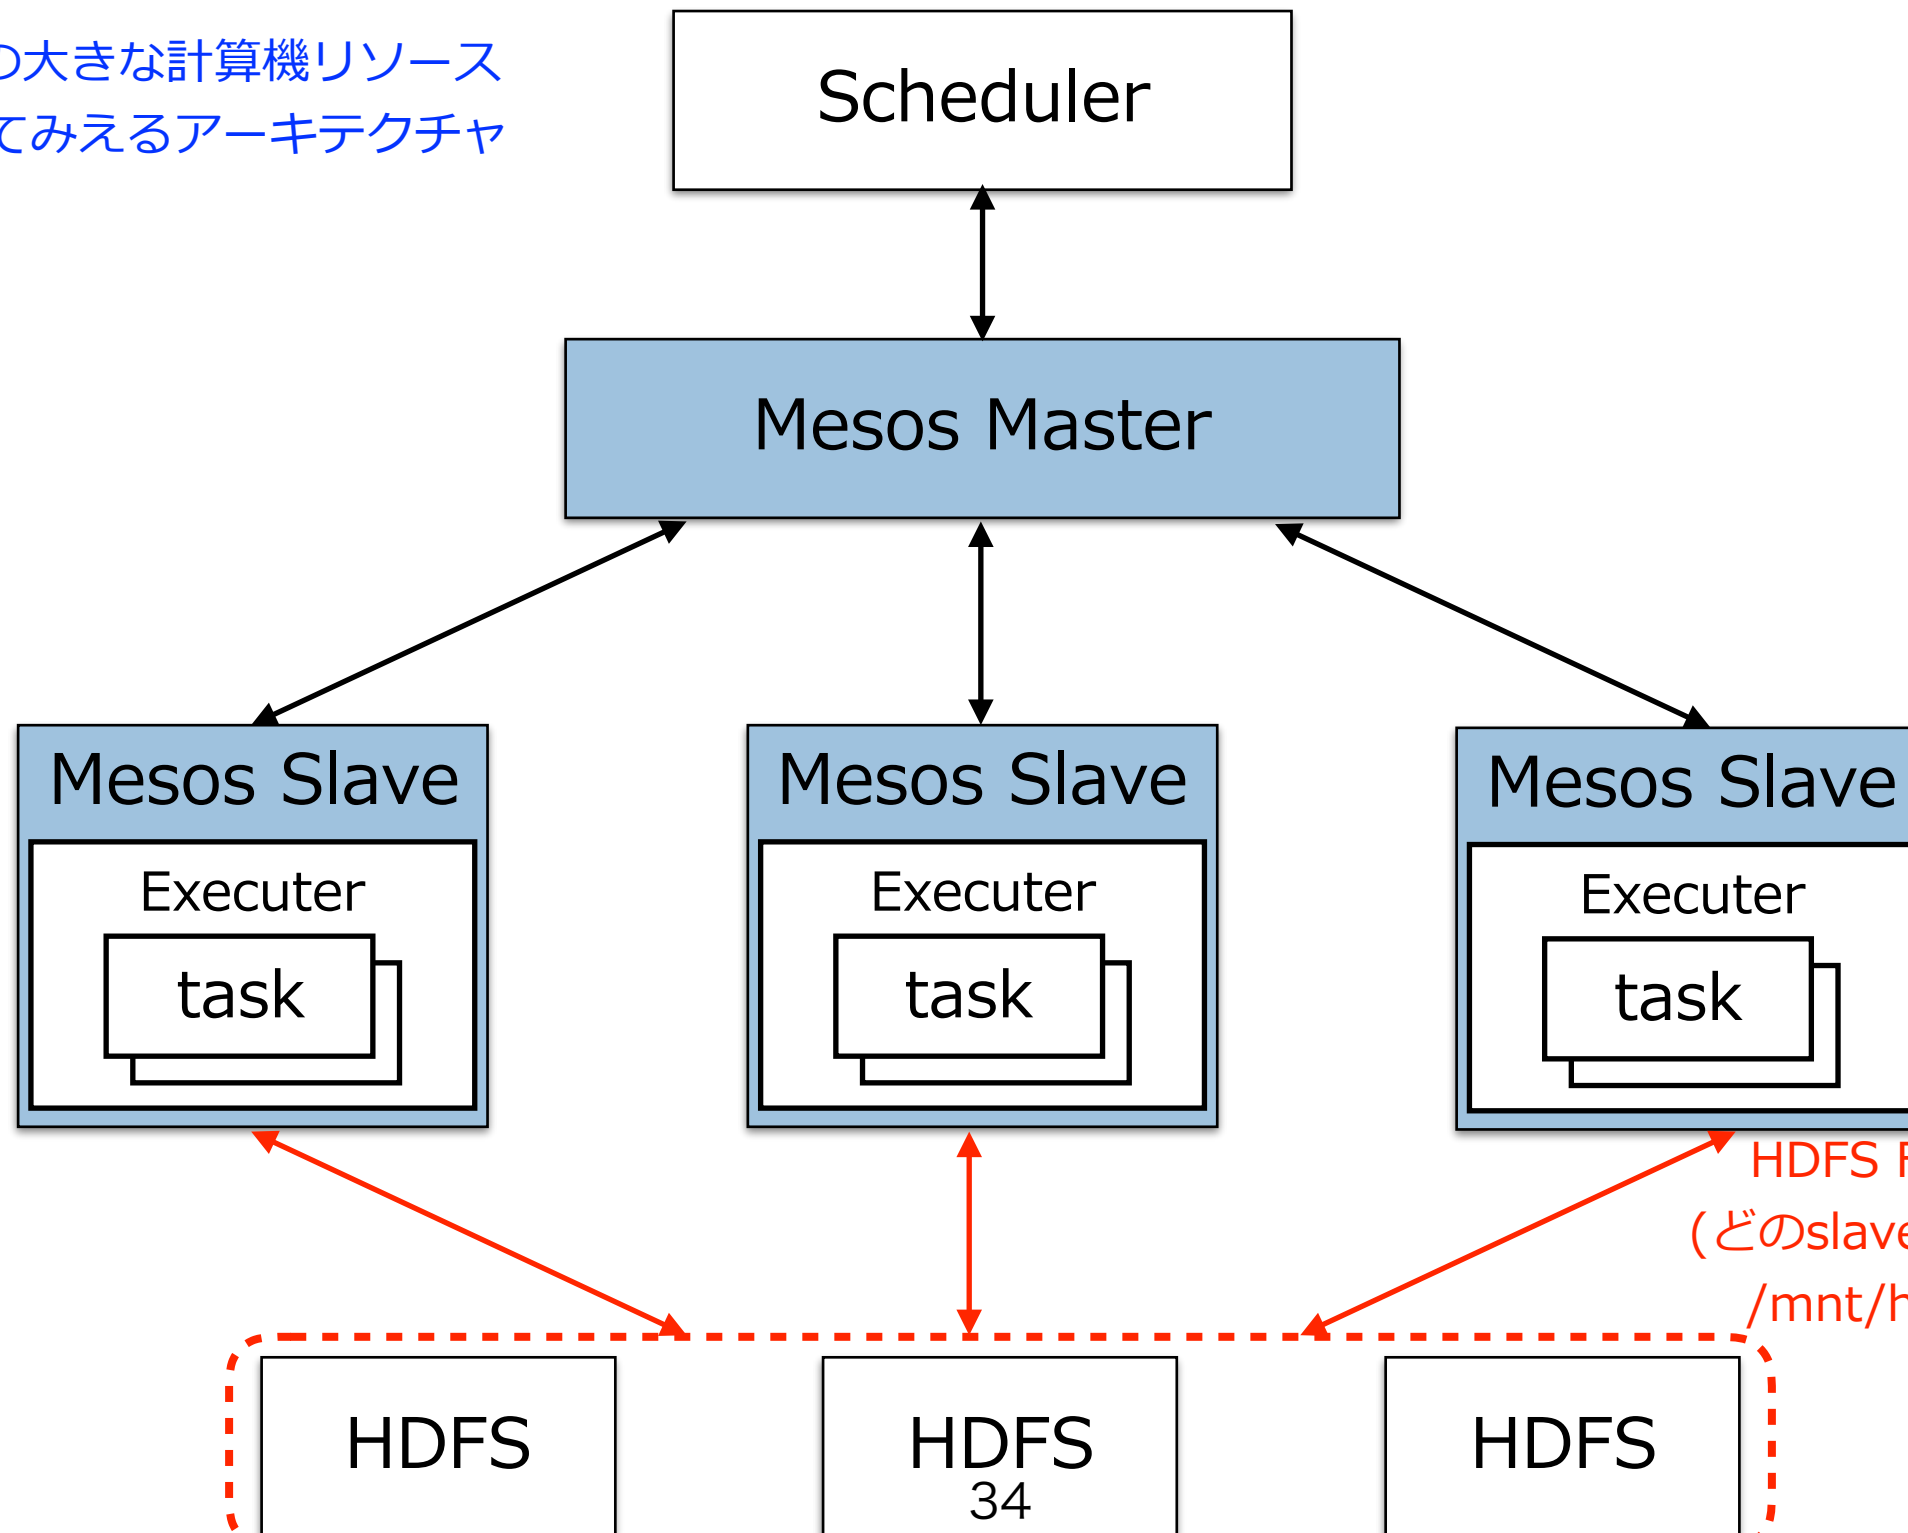 の大きな計算機リソース
てみえるアーキテクチャ
Scheduler
Mesos Master
Mesos Slave
Executer
task
Mesos Slave
Executer
task
Mesos Slave
Executer
task
HDFS
(どのslave
/mnt/h
HDFS
HDFS
HDFS
34